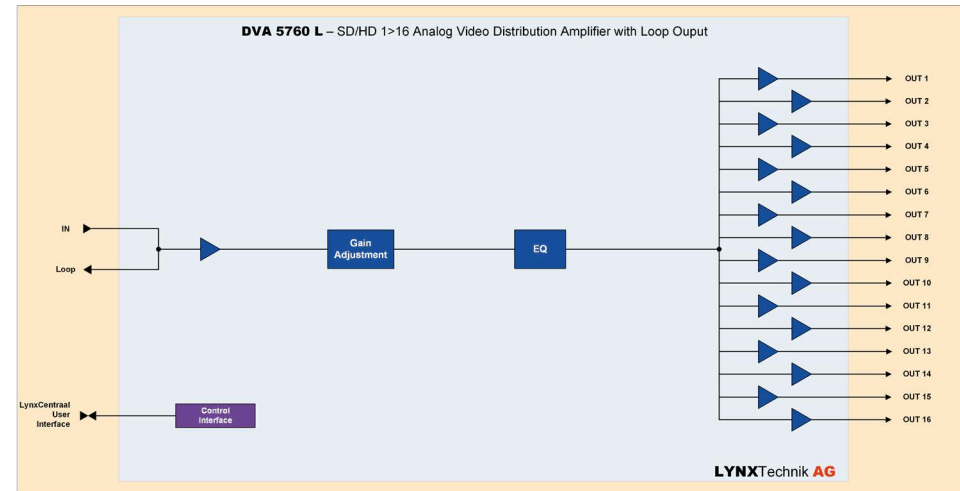 DVA 5760 L – SD/HD 1>16 Analog Video Distribution Amplifier with Loop Ouput
OUT 1
OUT 2
OUT 3
OUT 4
OUT 5
OUT 6
IN
OUT 7
Gain
Adjustment
EQ
OUT 8
Loop
OUT 9
OUT 10
OUT 11
OUT 12
OUT 13
OUT 14
LynxCentraal
User
Interface
Control
Interface
OUT 15
OUT 16
LYNXTechnik AG